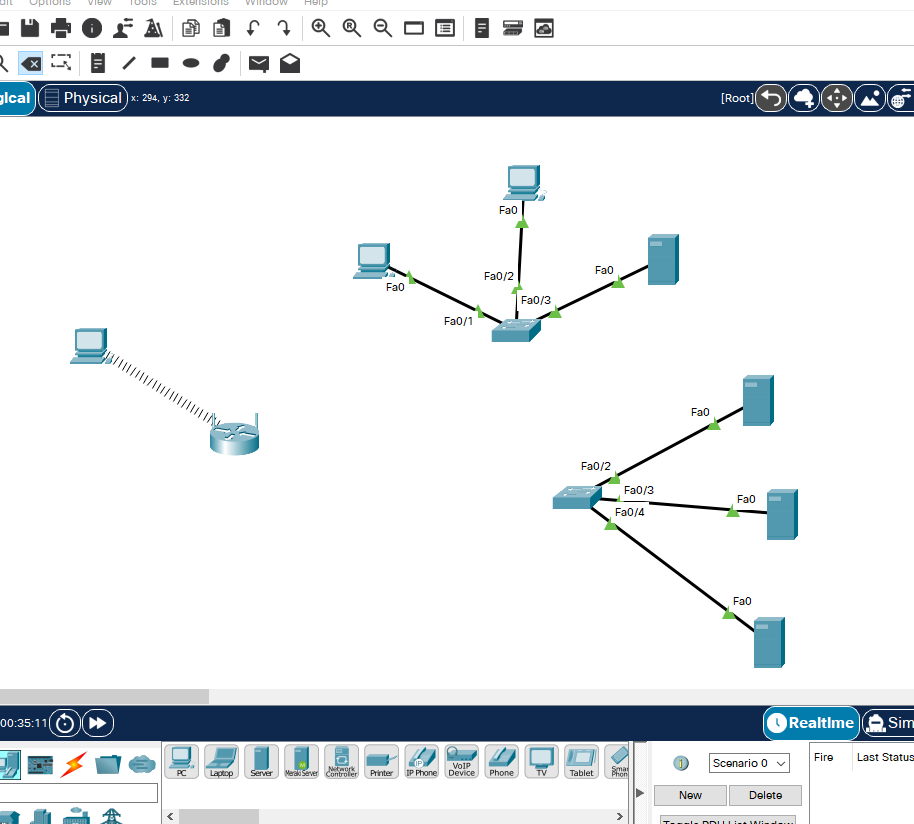 Options View Tools Extensions Window Help
gical Physical x: 294, y: 332 [Root]
Fa0
Fa0/2
Fa0
Fa0
Fa0/3
Fa0/1
Fa0
Fa0/2
Fa0/3
Fa0
Fa0/4
Fa0
00:35:11 Realtime Sim
PC Laptop Server Meraki Server Network Controller Printer IP Phone VoIP Device Phone TV Tablet Smart Phone
Scenario 0 Fire Last Status
New Delete
Toggle PDU List Window